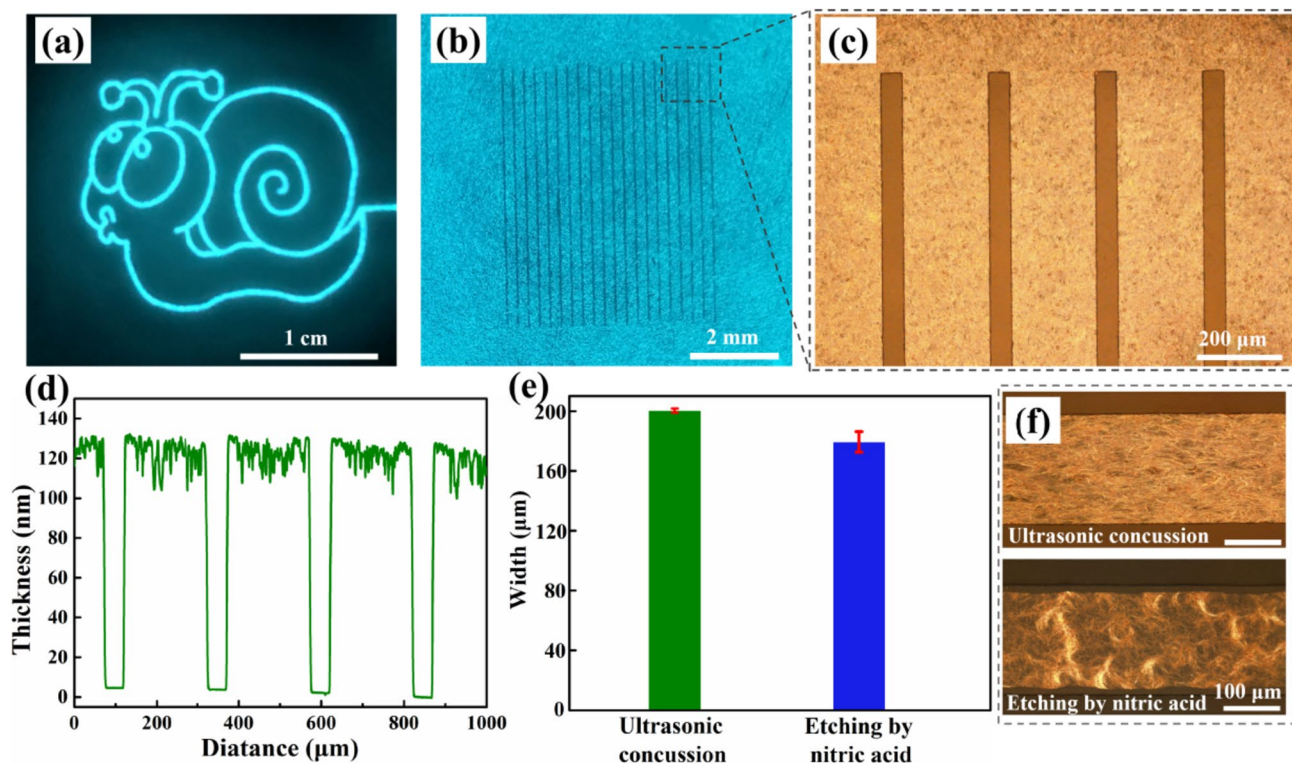 (a)
1 cm
(b)
2 mm
(c)
200 μm
(d)
Thickness (nm)
140
120
100
80
60
40
20
0
0 200 400 600 800 1000
Diatance (μm)
(e)
Width (μm)
200
160
120
80
40
0
Ultrasonic
concussion
Etching by
nitric acid
(f)
Ultrasonic concussion
Etching by nitric acid
100 μm